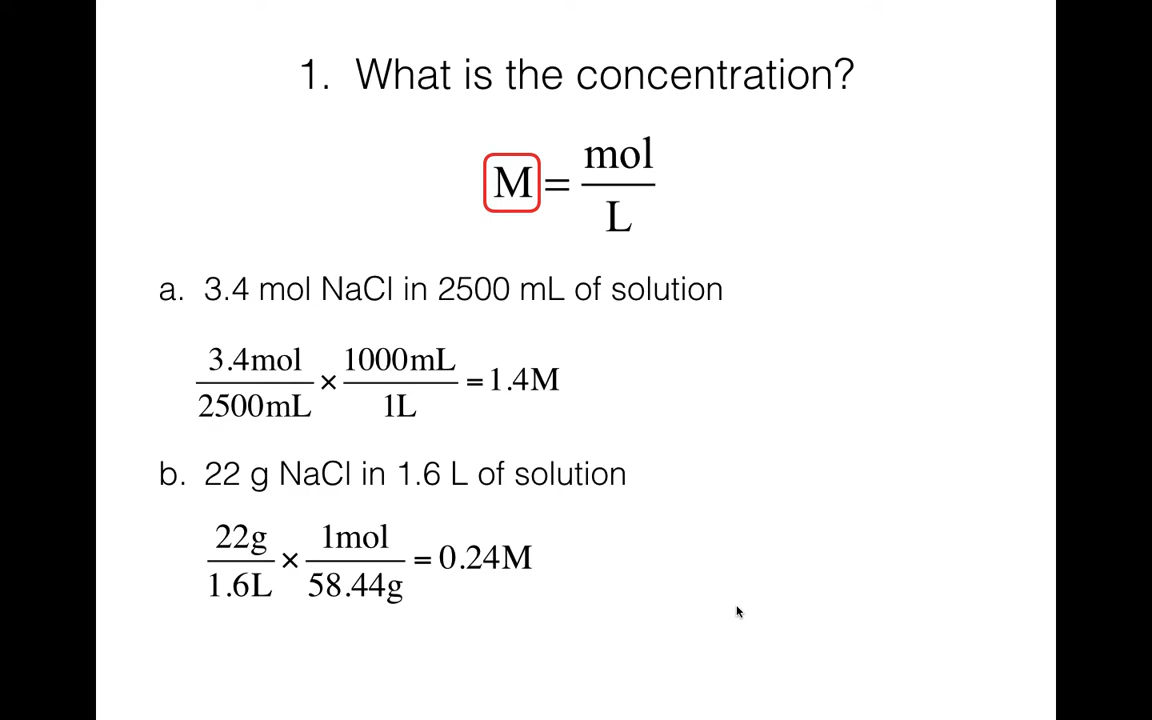 1. What is the concentration?
M = mol/L
a. 3.4 mol NaCl in 2500 mL of solution
3.4mol/2500mL × 1000mL/1L = 1.4M
b. 22 g NaCl in 1.6 L of solution
22g/1.6L × 1mol/58.44g = 0.24M